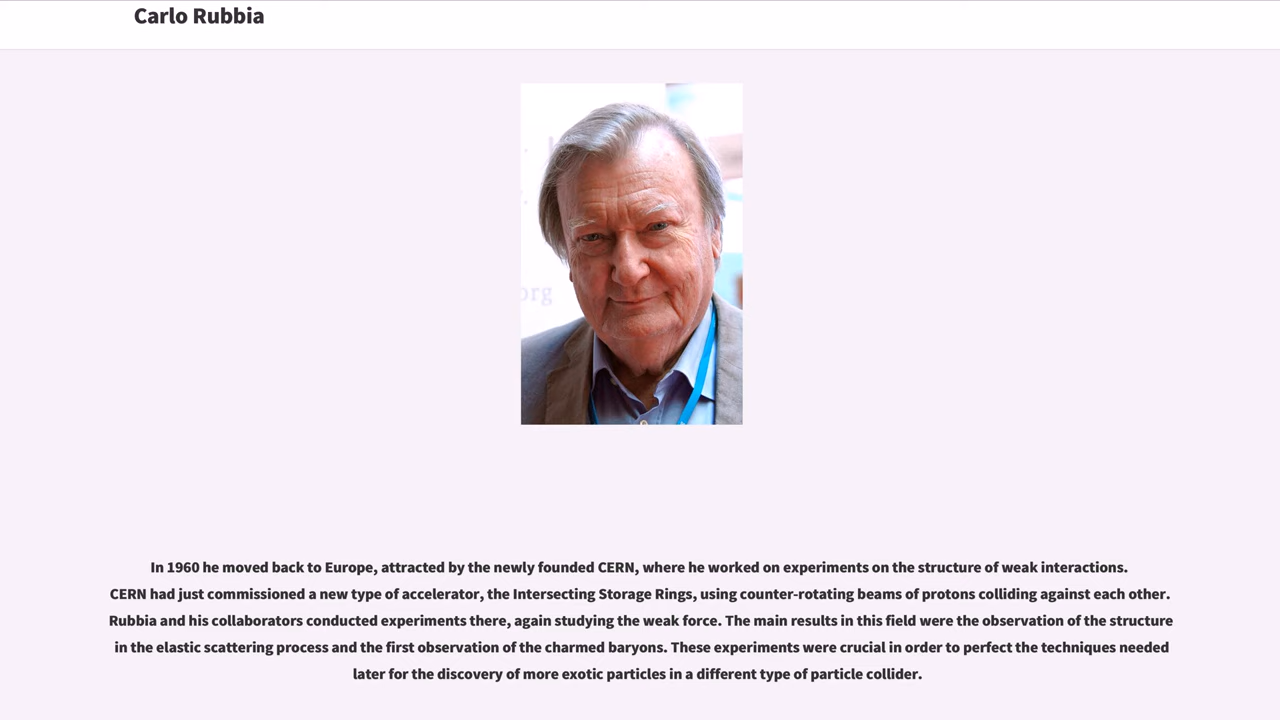 Carlo Rubbia
org
In 1960 he moved back to Europe, attracted by the newly founded CERN, where he worked on experiments on the structure of weak interactions.
CERN had just commissioned a new type of accelerator, the Intersecting Storage Rings, using counter-rotating beams of protons colliding against each other.
Rubbia and his collaborators conducted experiments there, again studying the weak force. The main results in this field were the observation of the structure
in the elastic scattering process and the first observation of the charmed baryons. These experiments were crucial in order to perfect the techniques needed
later for the discovery of more exotic particles in a different type of particle collider.